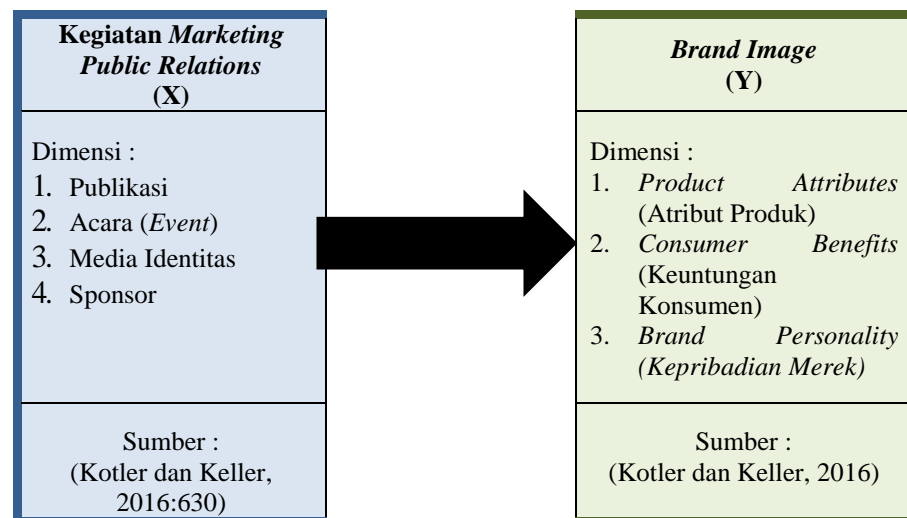 Kegiatan Marketing
Public Relations
(X)
Dimensi :
1. Publikasi
2. Acara (Event)
3. Media Identitas
4. Sponsor
Sumber :
(Kotler dan Keller,
2016:630)
Brand Image
(Y)
Dimensi :
1. Product Attributes
(Atribut Produk)
2. Consumer Benefits
(Keuntungan
Konsumen)
3. Brand Personality
(Kepribadian Merek)
Sumber :
(Kotler dan Keller, 2016)